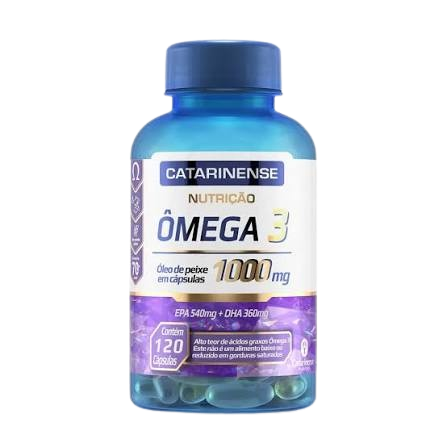 CATARINENSE
NUTRIÇÃO
ÔMEGA 3
Óleo de peixe
em cápsulas
1000mg
EPA 540mg + DHA 360mg
Contém
120
Cápsulas
Alto teor de ácidos graxos Ômega 3
Este não é um alimento baixo ou
reduzido em gorduras saturadas
Catarinense